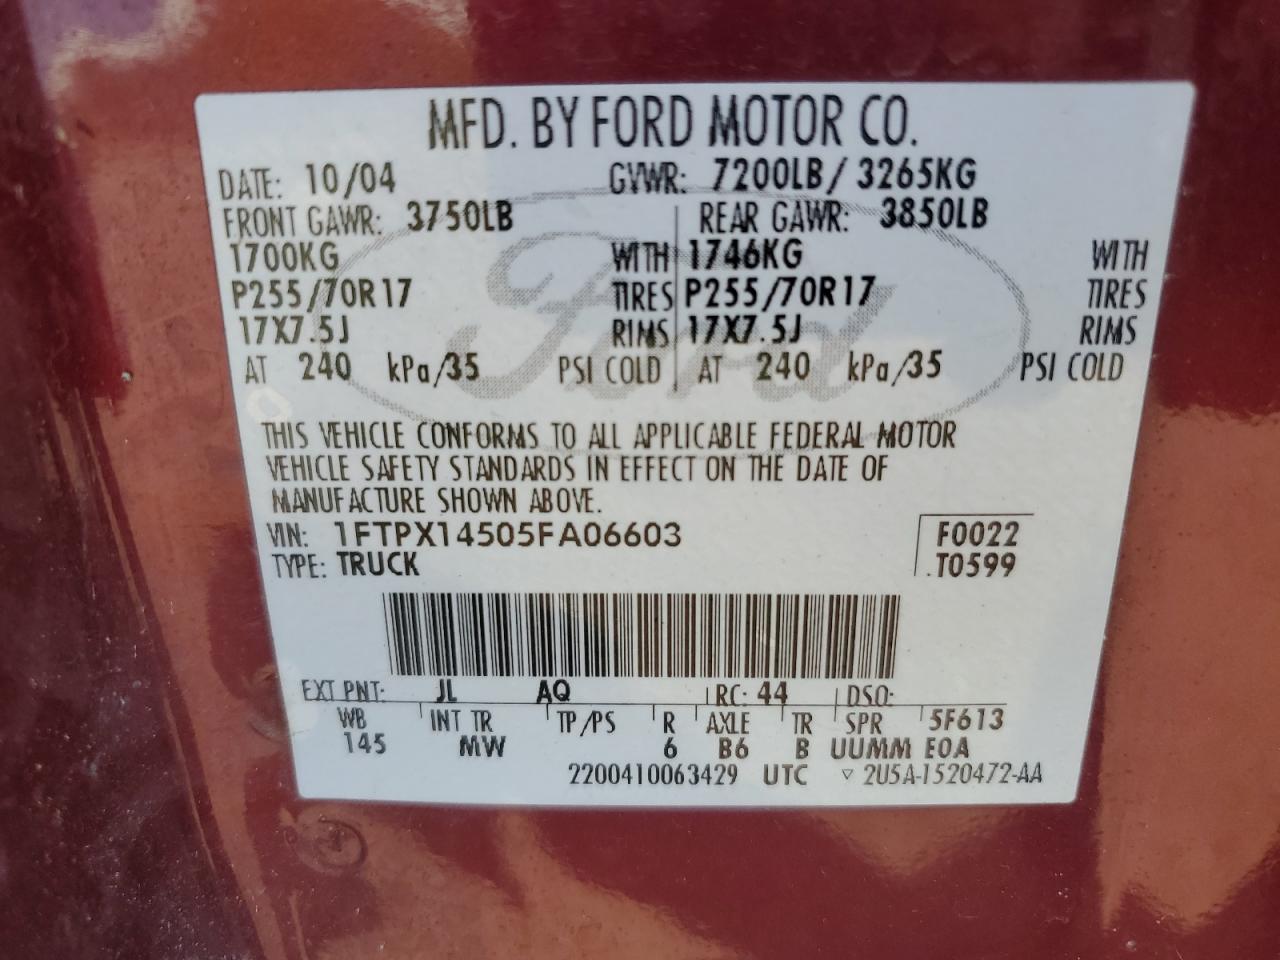 MFD. BY FORD MOTOR CO.
DATE: 10/04 GVWR: 7200LB / 3265KG
FRONT GAWR: 3750LB REAR GAWR: 3850LB
1700KG WITH 1746KG WITH
P255/70R17 TIRES P255/70R17 TIRES
17X7.5J RIMS 17X7.5J RIMS
AT 240 kPa/35 PSI COLD AT 240 kPa/35 PSI COLD
Ford
THIS VEHICLE CONFORMS TO ALL APPLICABLE FEDERAL MOTOR
VEHICLE SAFETY STANDARDS IN EFFECT ON THE DATE OF
MANUFACTURE SHOWN ABOVE.
VIN: 1FTPX14505FA06603 F0022
TYPE: TRUCK T0599
EXT PNT: JL AQ RC: 44 DSO:
WB INT TR TP/PS R AXLE TR SPR 5F613
145 MW 6 B6 B UUMM EOA
2200410063429 UTC ▽ 2U5A-1520472-AA